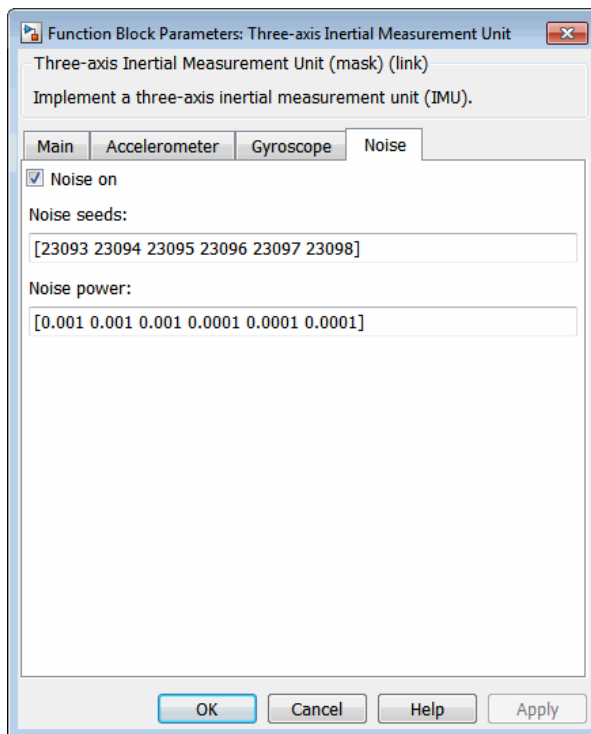 Function Block Parameters: Three-axis Inertial Measurement Unit
Three-axis Inertial Measurement Unit (mask) (link)
Implement a three-axis inertial measurement unit (IMU).
Main Accelerometer Gyroscope Noise
Noise on
Noise seeds:
[23093 23094 23095 23096 23097 23098]
Noise power:
[0.001 0.001 0.001 0.0001 0.0001 0.0001]
OK Cancel Help Apply